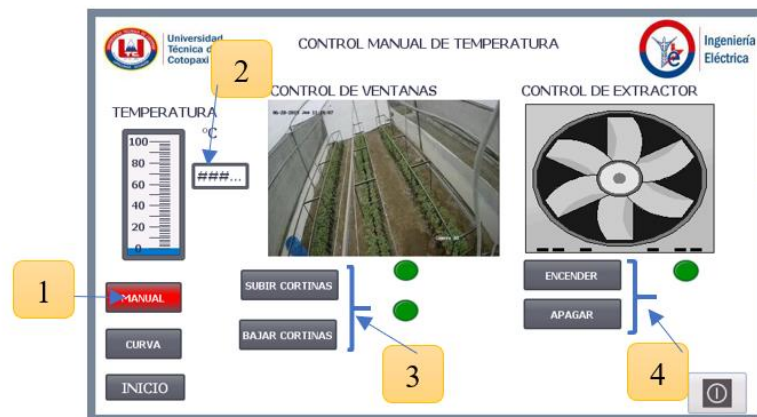 Universidad
Técnica de
Cotopaxi
CONTROL MANUAL DE TEMPERATURA
Ingeniería
Eléctrica
2
CONTROL DE VENTANAS
CONTROL DE EXTRACTOR
TEMPERATURA
°C
100
80
60
40
20
0
###...
1
MANUAL
CURVA
INICIO
SUBIR CORTINAS
BAJAR CORTINAS
3
ENCENDER
APAGAR
4